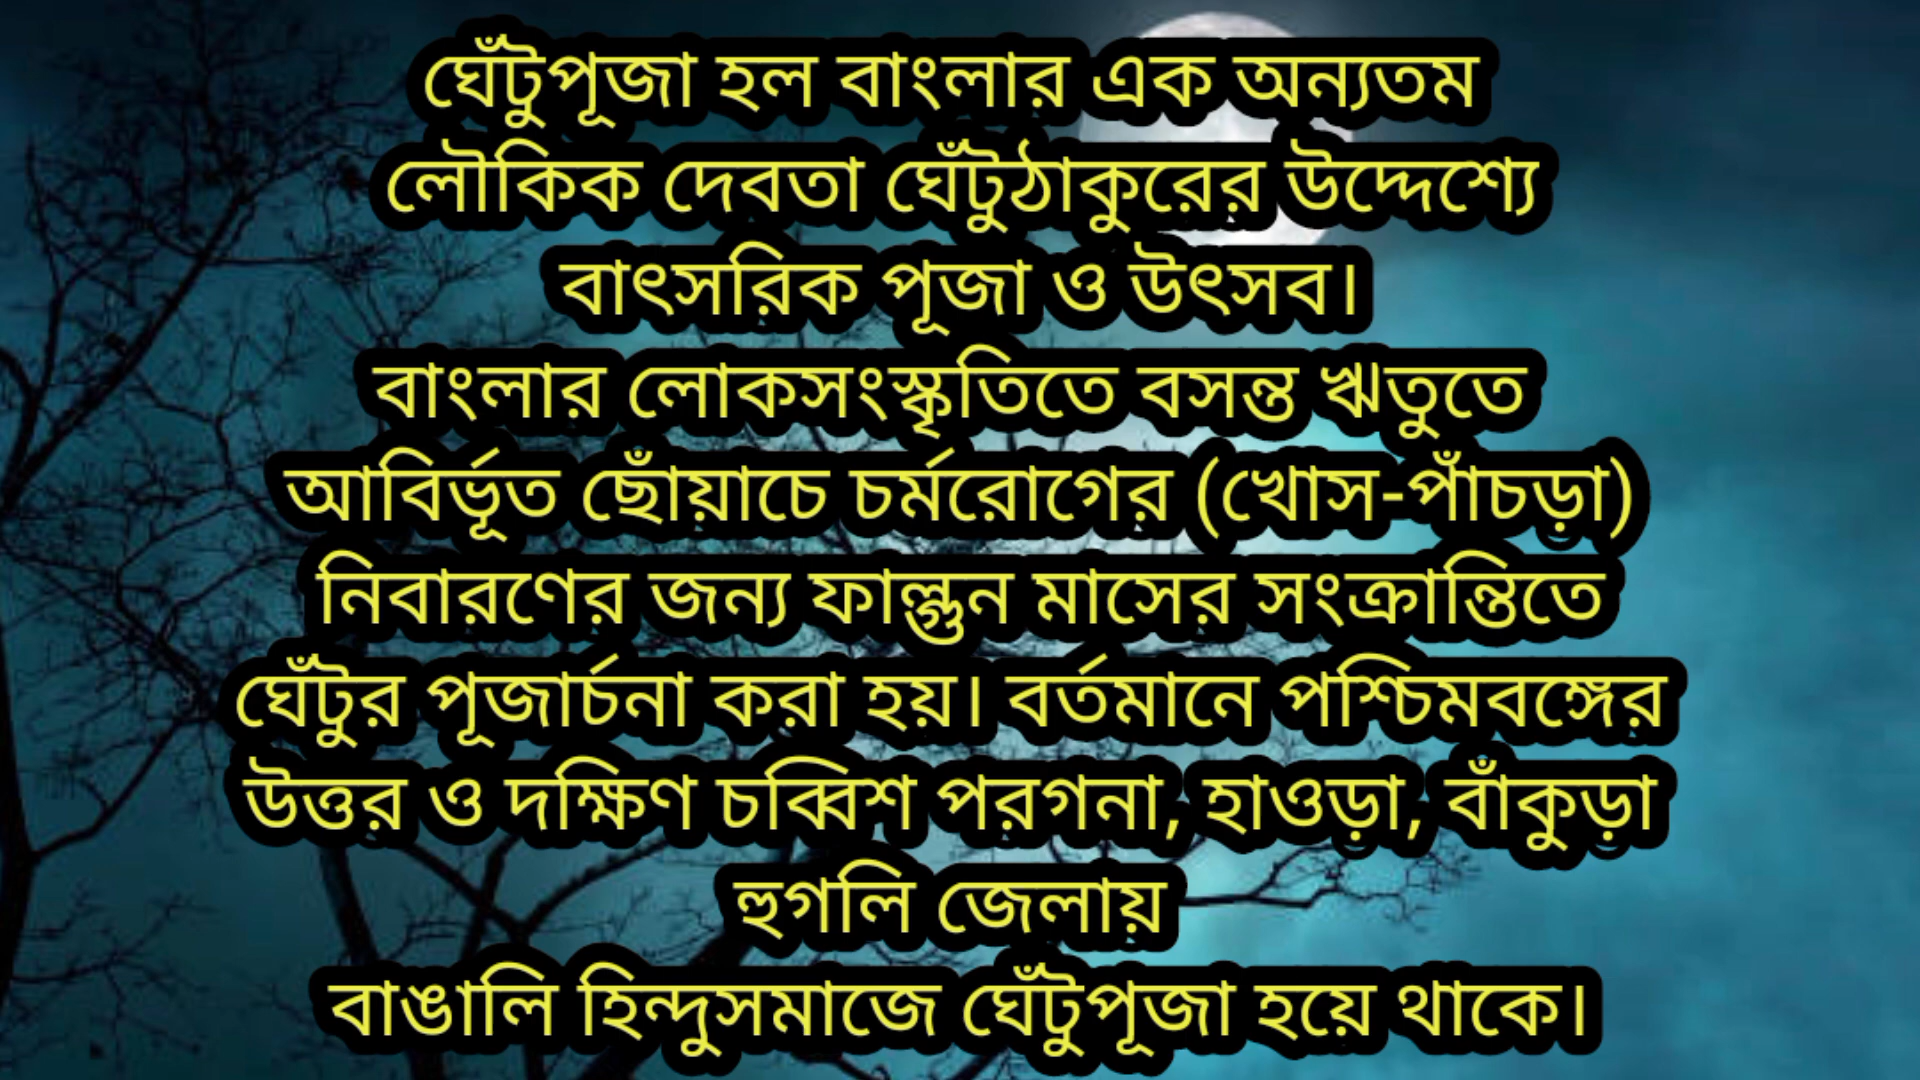 ঘেঁটুপূজা হল বাংলার এক অন্যতম
লৌকিক দেবতা ঘেঁটুঠাকুরের উদ্দেশ্যে
বাৎসরিক পূজা ও উৎসব।
বাংলার লোকসংস্কৃতিতে বসন্ত ঋতুতে
আবির্ভূত ছোঁয়াচে চর্মরোগের (খোস-পাঁচড়া)
নিবারণের জন্য ফাল্গুন মাসের সংক্রান্তিতে
ঘেঁটুর পূজার্চনা করা হয়। বর্তমানে পশ্চিমবঙ্গের
উত্তর ও দক্ষিণ চব্বিশ পরগনা, হাওড়া, বাঁকুড়া
হুগলি জেলায়
বাঙালি হিন্দুসমাজে ঘেঁটুপূজা হয়ে থাকে।